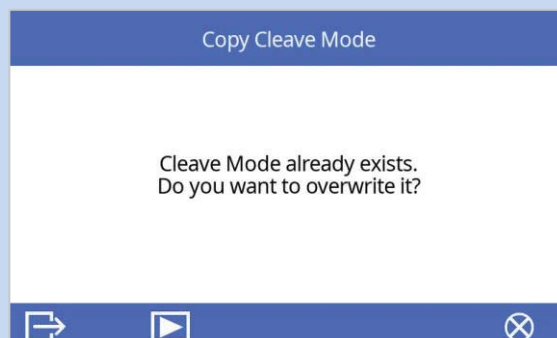 Copy Cleave Mode
Cleave Mode already exists.
Do you want to overwrite it?